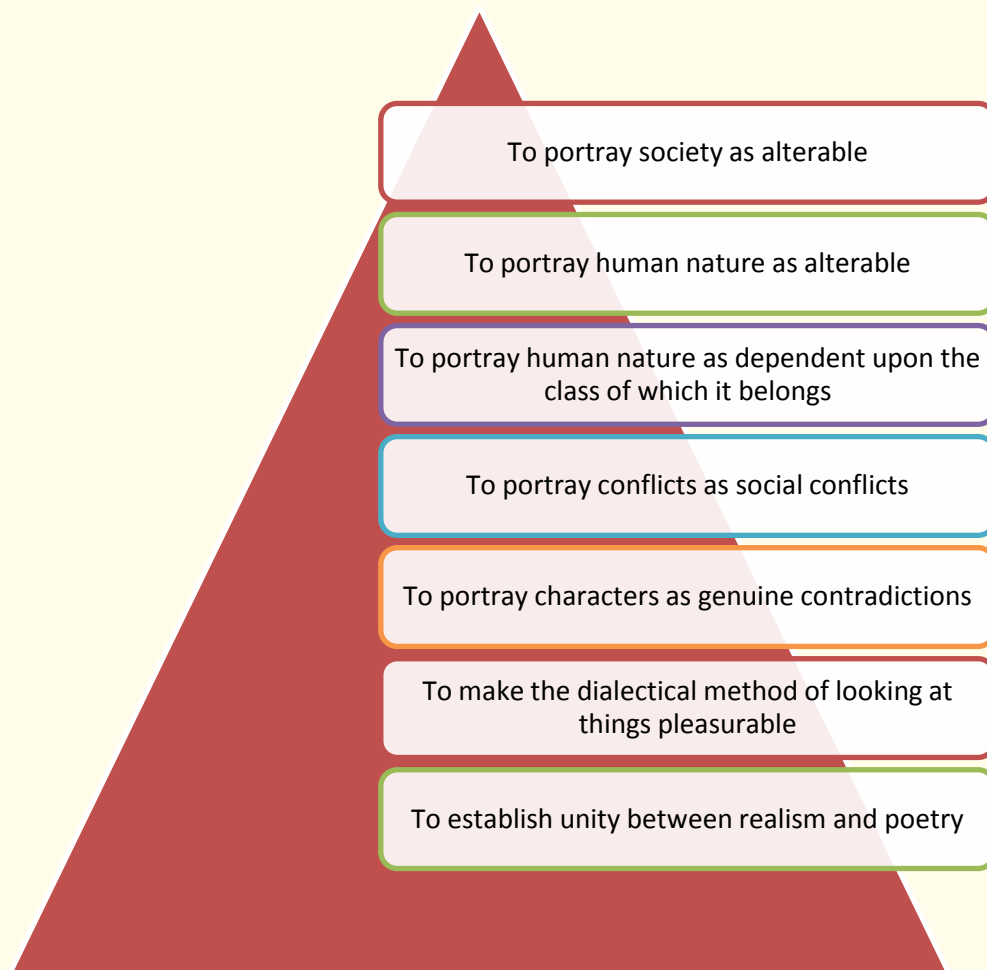 To portray society as alterable
To portray human nature as alterable
To portray human nature as dependent upon the
class of which it belongs
To portray conflicts as social conflicts
To portray characters as genuine contradictions
To make the dialectical method of looking at
things pleasurable
To establish unity between realism and poetry